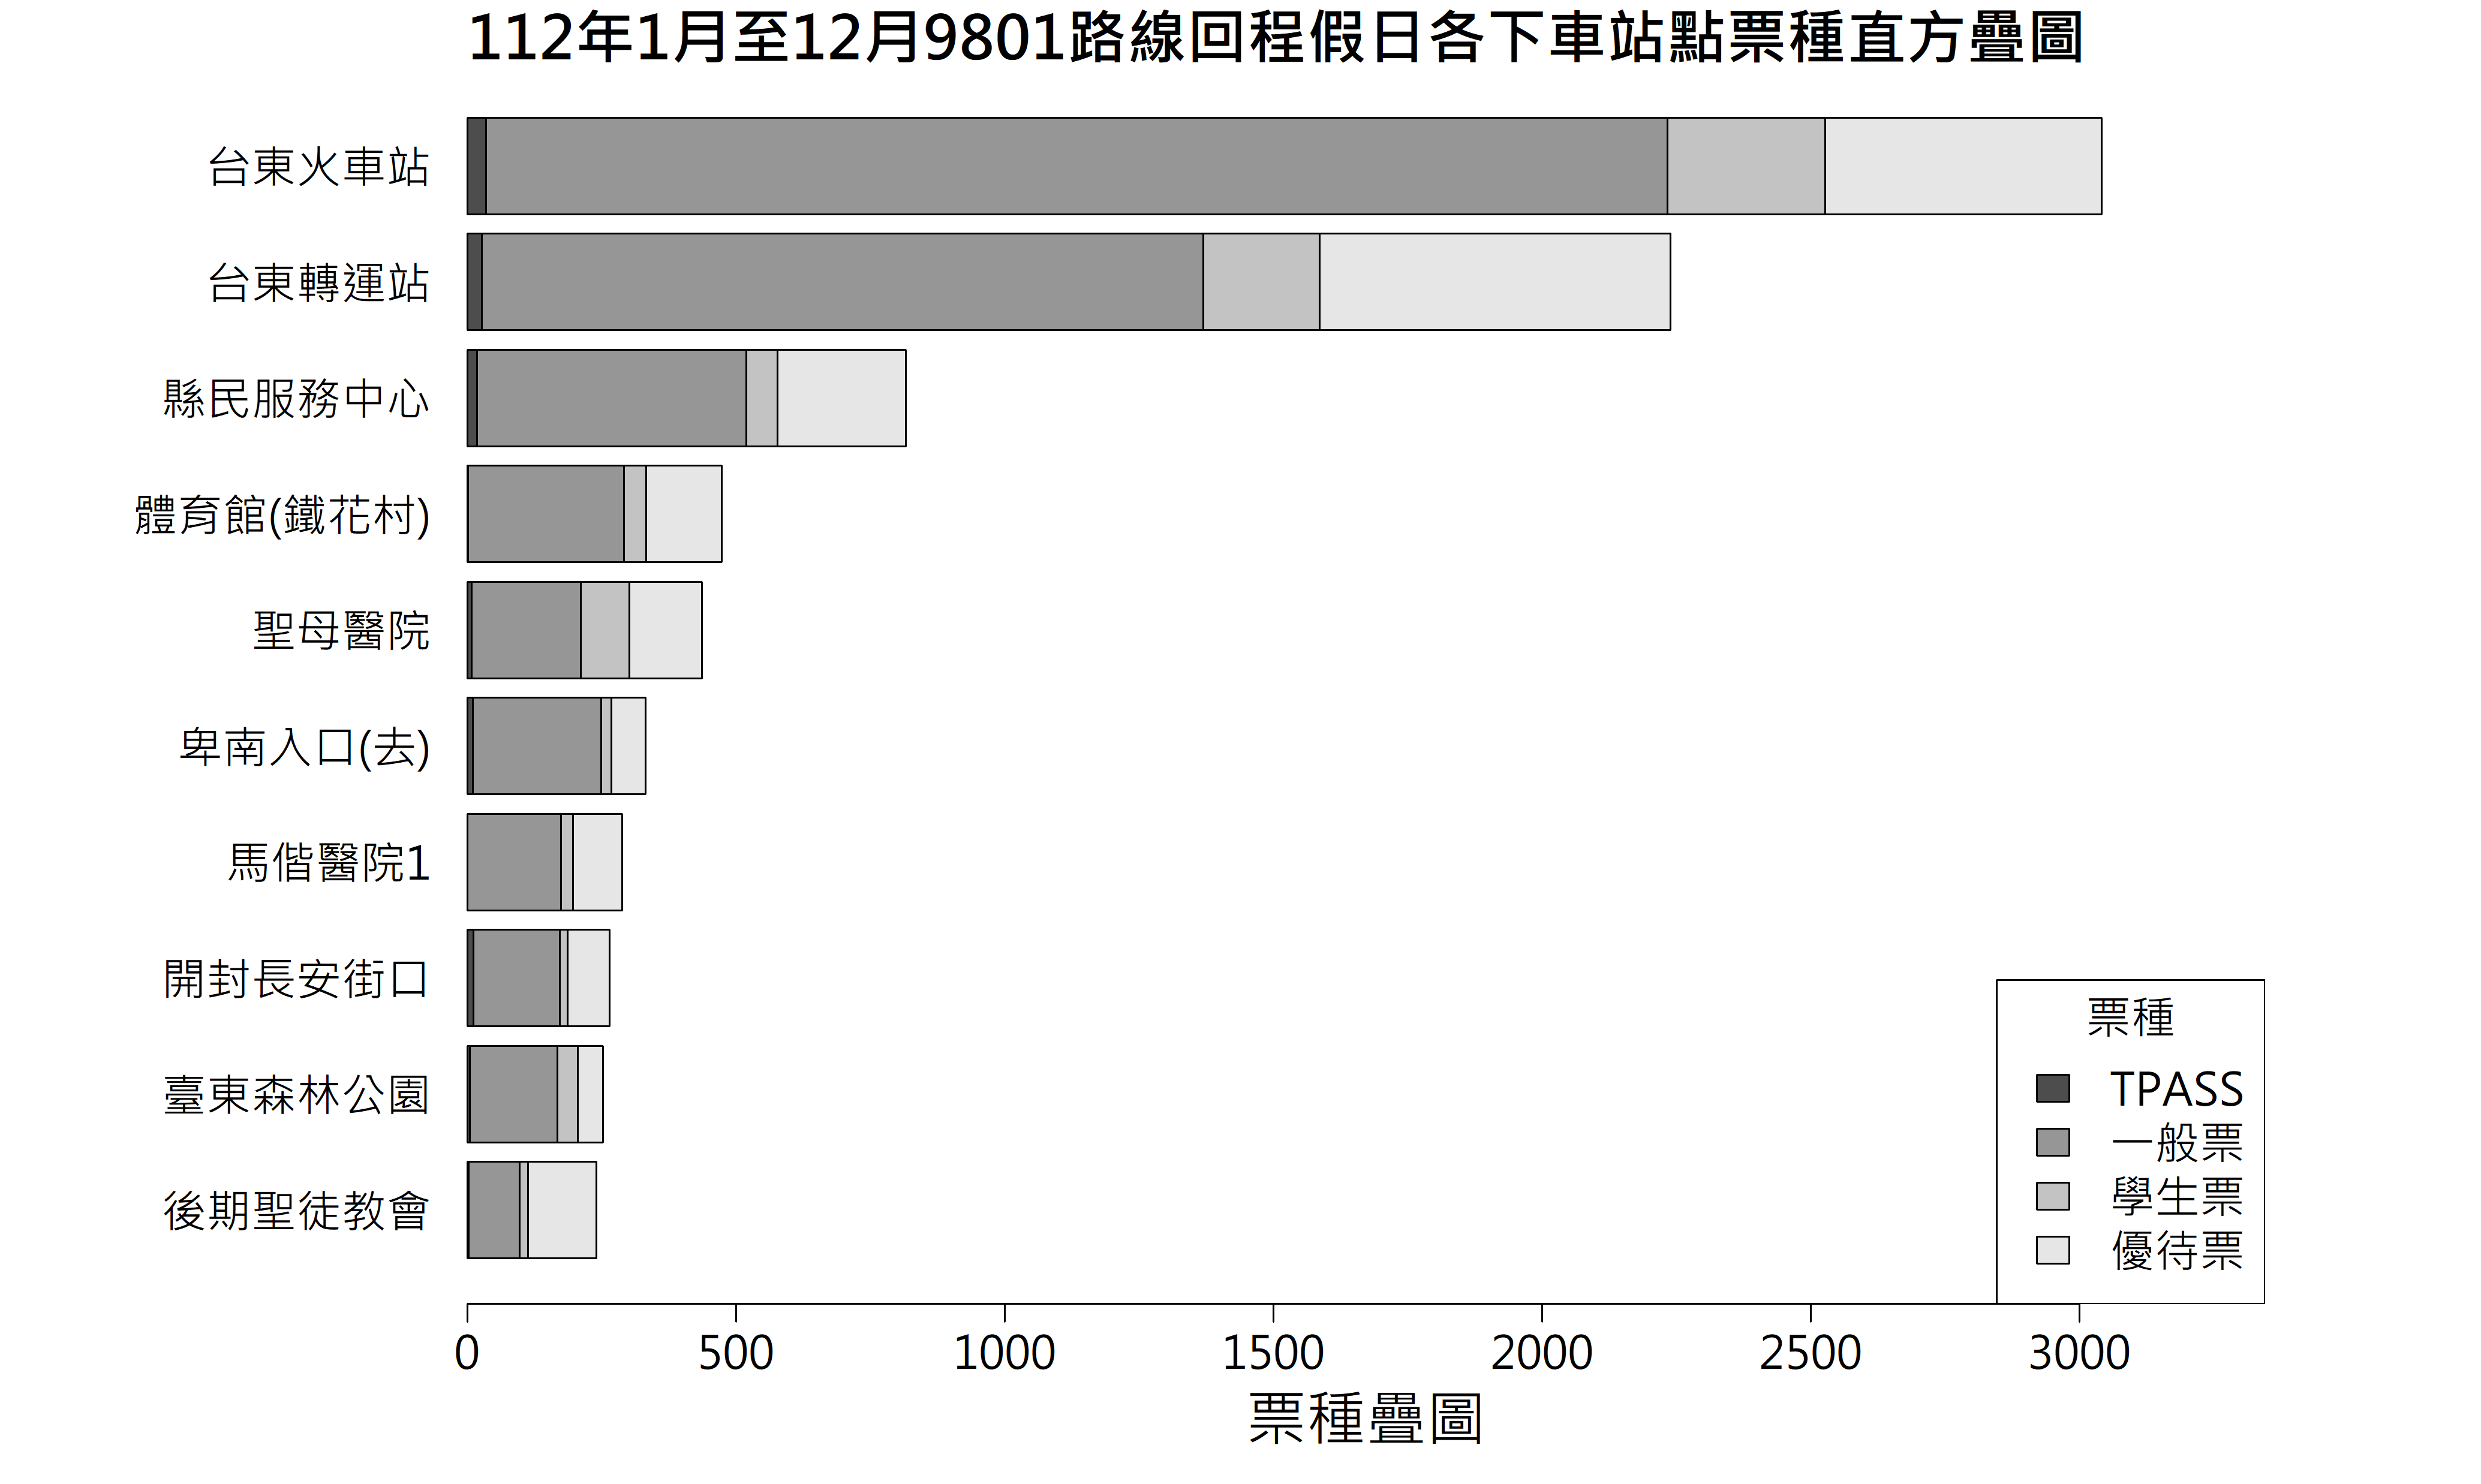 112年1月至12月9801路線回程假日各下車站點票種直方疊圖
台東火車站
台東轉運站
縣民服務中心
體育館(鐵花村)
聖母醫院
卑南入口(去)
馬偕醫院1
開封長安街口
臺東森林公園
後期聖徒教會
票種
TPASS
一般票
學生票
優待票
0 500 1000 1500 2000 2500 3000
票種疊圖